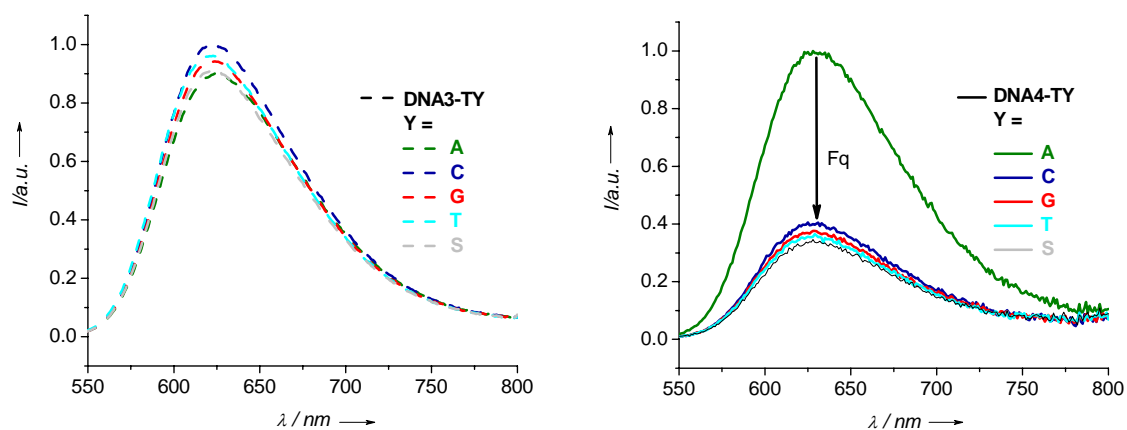 1.0
0.8
0.6
0.4
0.2
0.0
I/a.u.
550 600 650 700 750 800
λ / nm
DNA3-TY
Y =
A
C
G
T
S
1.0
0.8
0.6
0.4
0.2
0.0
I/a.u.
550 600 650 700 750 800
λ / nm
Fq
DNA4-TY
Y =
A
C
G
T
S